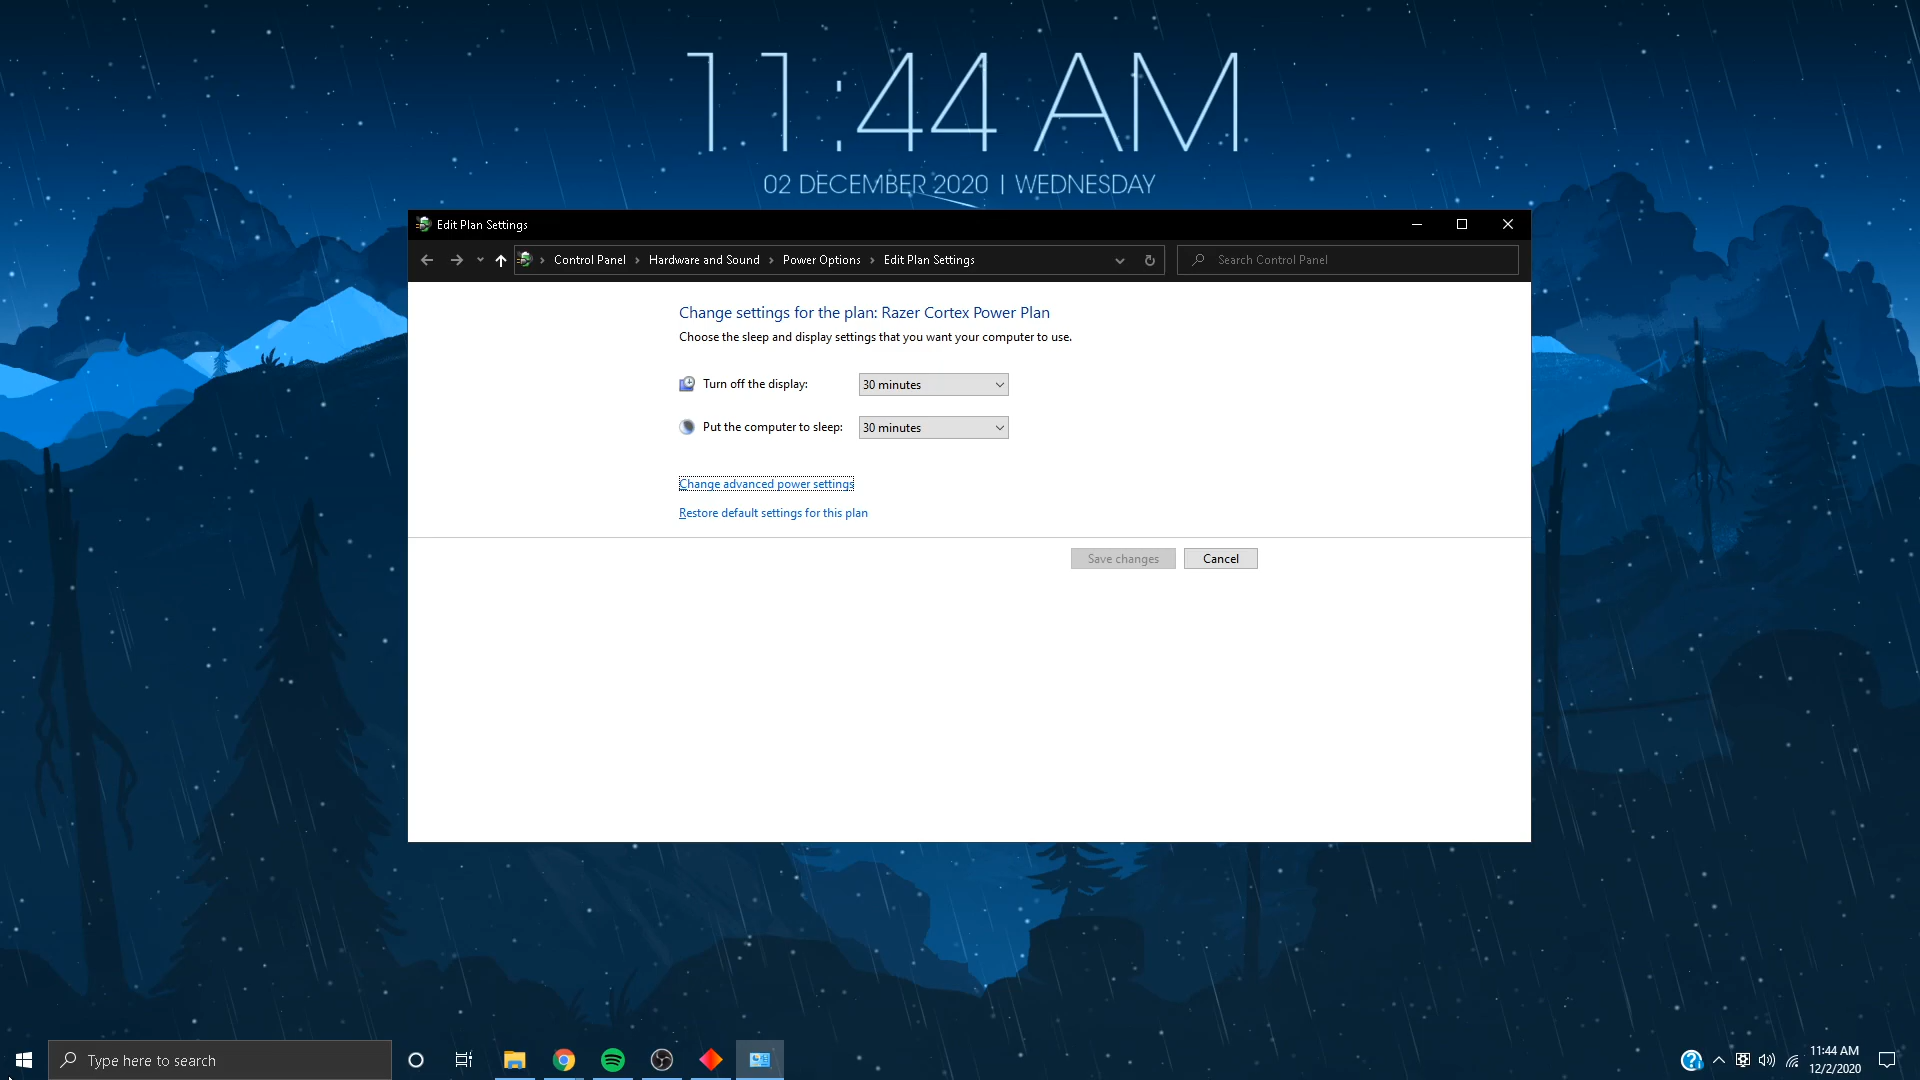 11:44 AM
02 DECEMBER 2020 | WEDNESDAY
Edit Plan Settings
Control Panel > Hardware and Sound > Power Options > Edit Plan Settings
Search Control Panel
Change settings for the plan: Razer Cortex Power Plan
Choose the sleep and display settings that you want your computer to use.
Turn off the display: 30 minutes
Put the computer to sleep: 30 minutes
Change advanced power settings
Restore default settings for this plan
Save changes Cancel
Type here to search
11:44 AM
12/2/2020